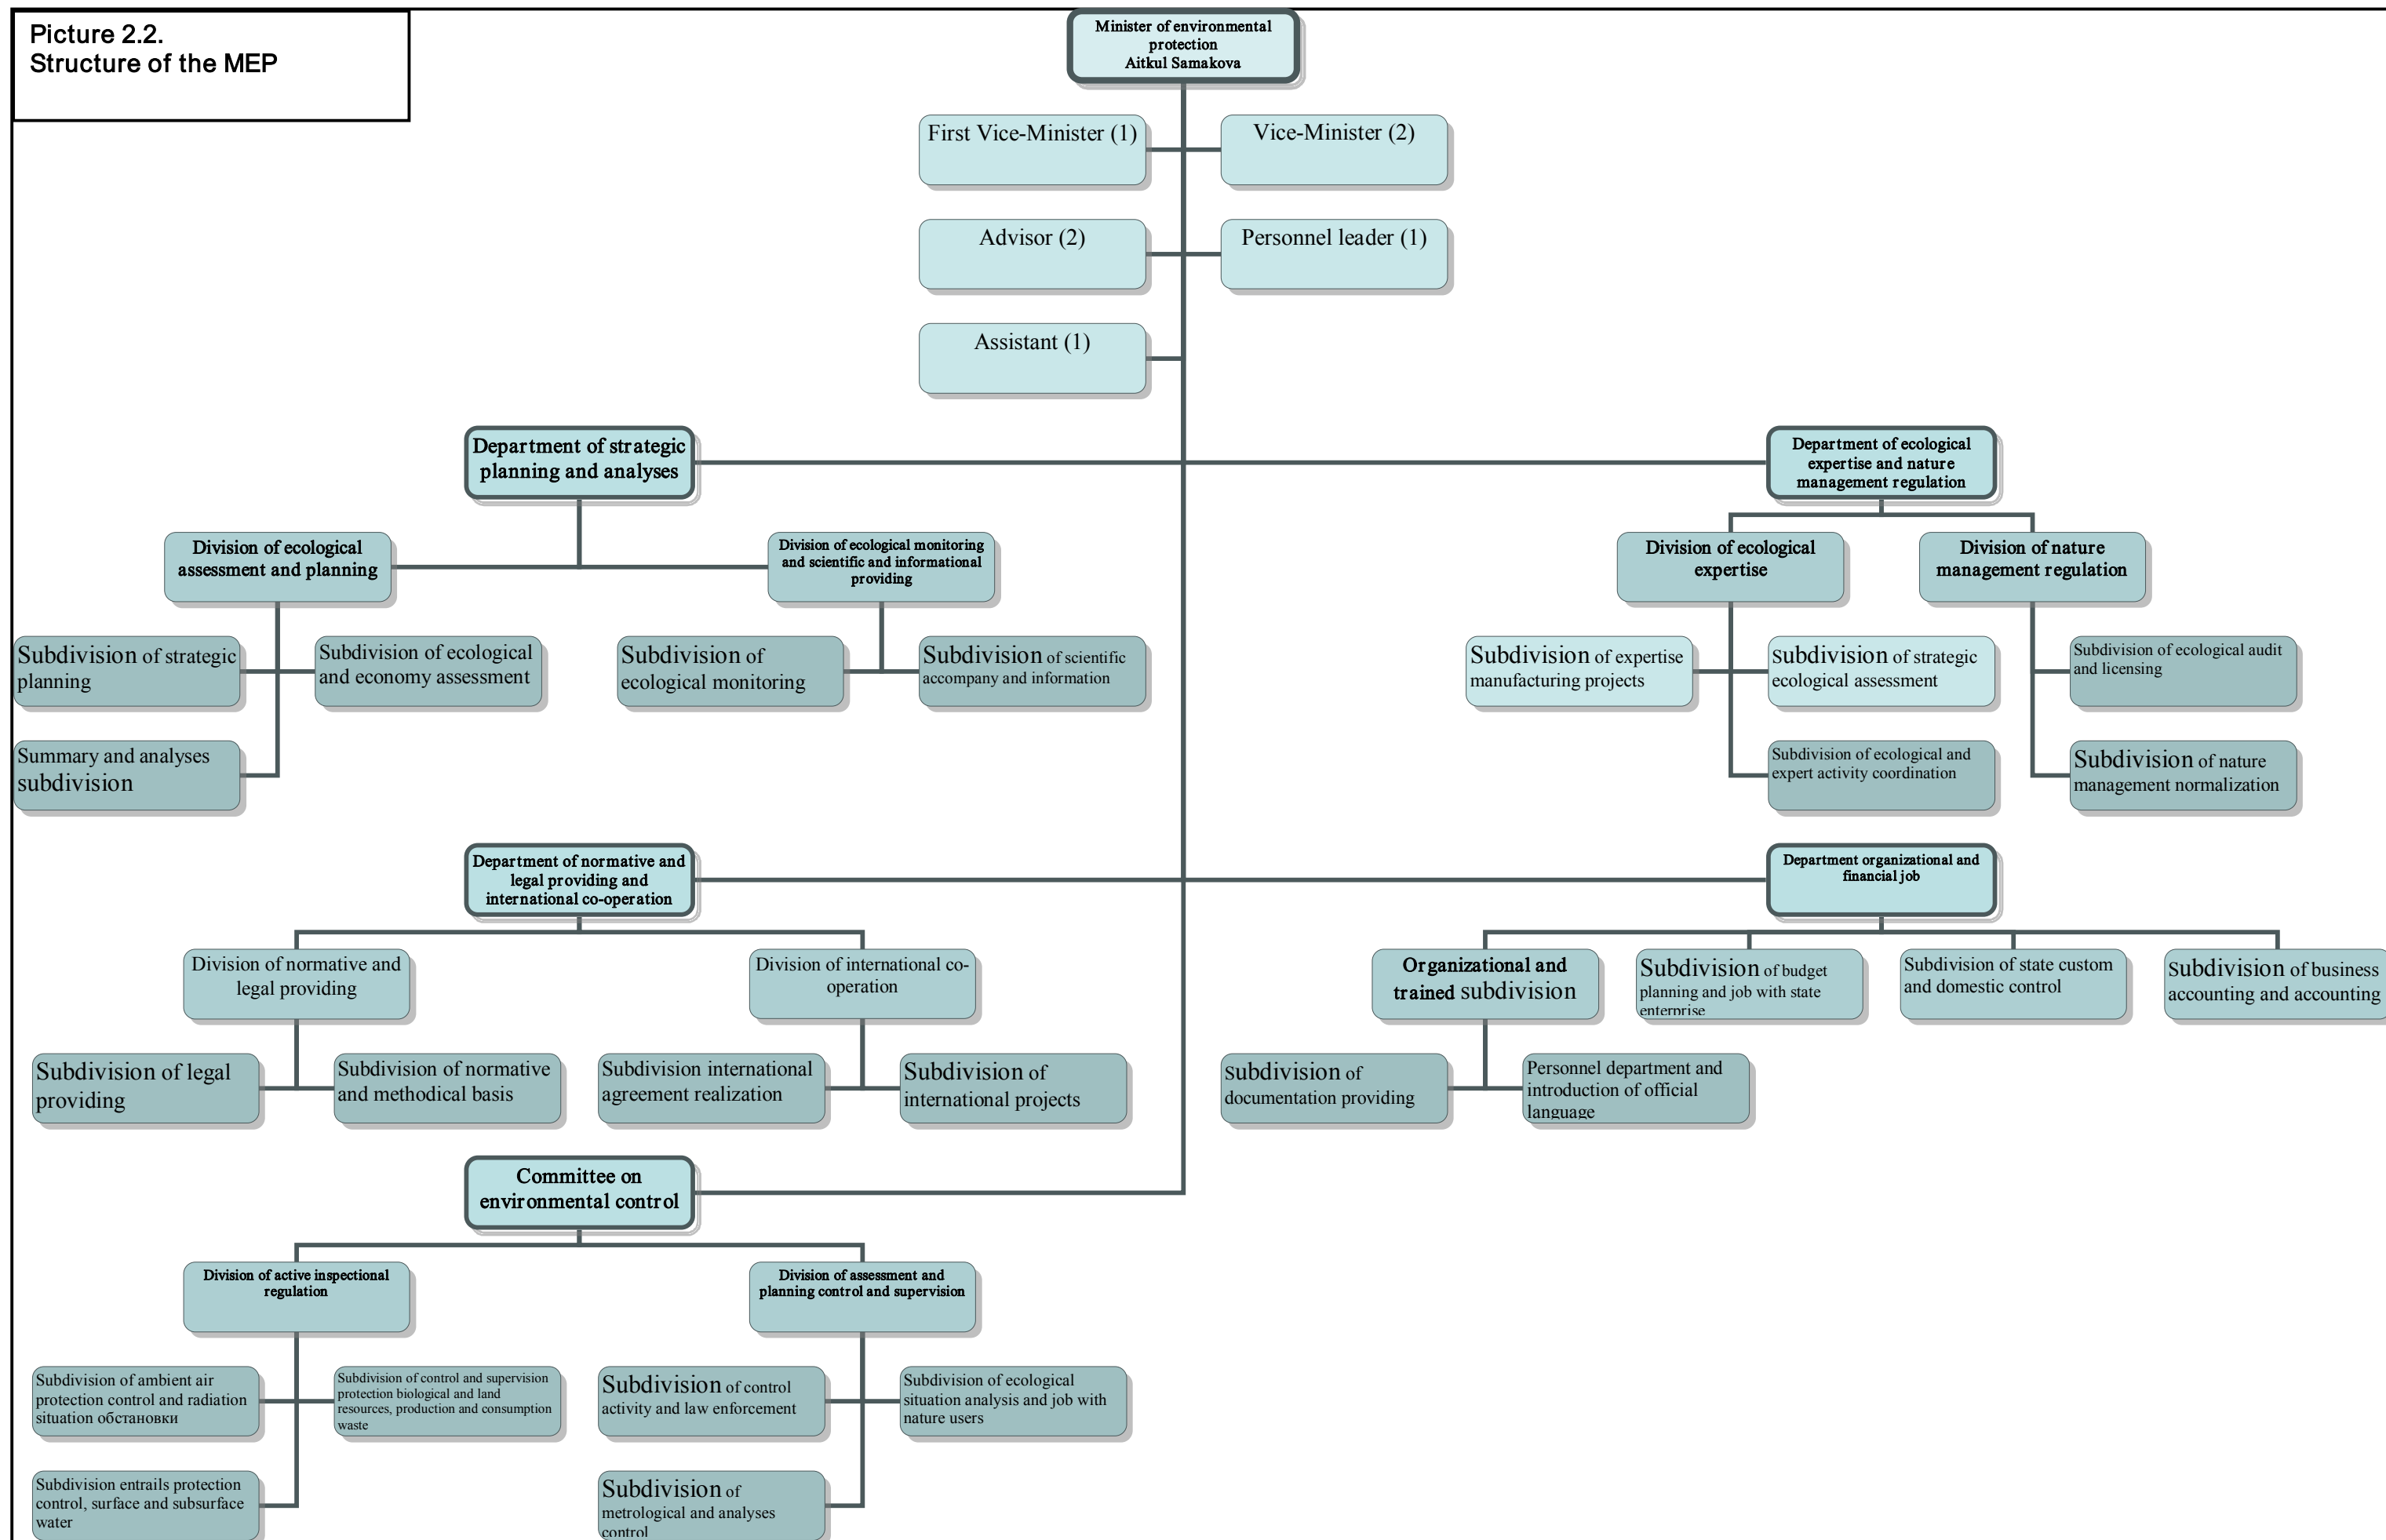 Picture 2.2.
Structure of the MEP
Minister of environmental
protection
Aitkul Samakova
First Vice-Minister (1)
Vice-Minister (2)
Advisor (2)
Personnel leader (1)
Assistant (1)
Department of strategic
planning and analyses
Department of ecological
expertise and nature
management regulation
Division of ecological
assessment and planning
Division of ecological monitoring
and scientific and informational
providing
Division of ecological
expertise
Division of nature
management regulation
Subdivision of strategic
planning
Subdivision of ecological
and economy assessment
Subdivision of
ecological monitoring
Subdivision of scientific
accompany and information
Subdivision of expertise
manufacturing projects
Subdivision of strategic
ecological assessment
Subdivision of ecological audit
and licensing
Summary and analyses
subdivision
Subdivision of ecological and
expert activity coordination
Subdivision of nature
management normalization
Department of normative and
legal providing and
international co-operation
Department organizational and
financial job
Division of normative and
legal providing
Division of international co-
operation
Organizational and
trained subdivision
Subdivision of budget
planning and job with state
enterprise
Subdivision of state custom
and domestic control
Subdivision of business
accounting and accounting
Subdivision of legal
providing
Subdivision of normative
and methodical basis
Subdivision international
agreement realization
Subdivision of
international projects
Subdivision of
documentation providing
Personnel department and
introduction of official
language
Committee on
environmental control
Division of active inspectional
regulation
Division of assessment and
planning control and supervision
Subdivision of ambient air
protection control and radiation
situation обстановки
Subdivision of control and supervision
protection biological and land
resources, production and consumption
waste
Subdivision of control
activity and law enforcement
Subdivision of ecological
situation analysis and job with
nature users
Subdivision entrails protection
control, surface and subsurface
water
Subdivision of
metrological and analyses
control